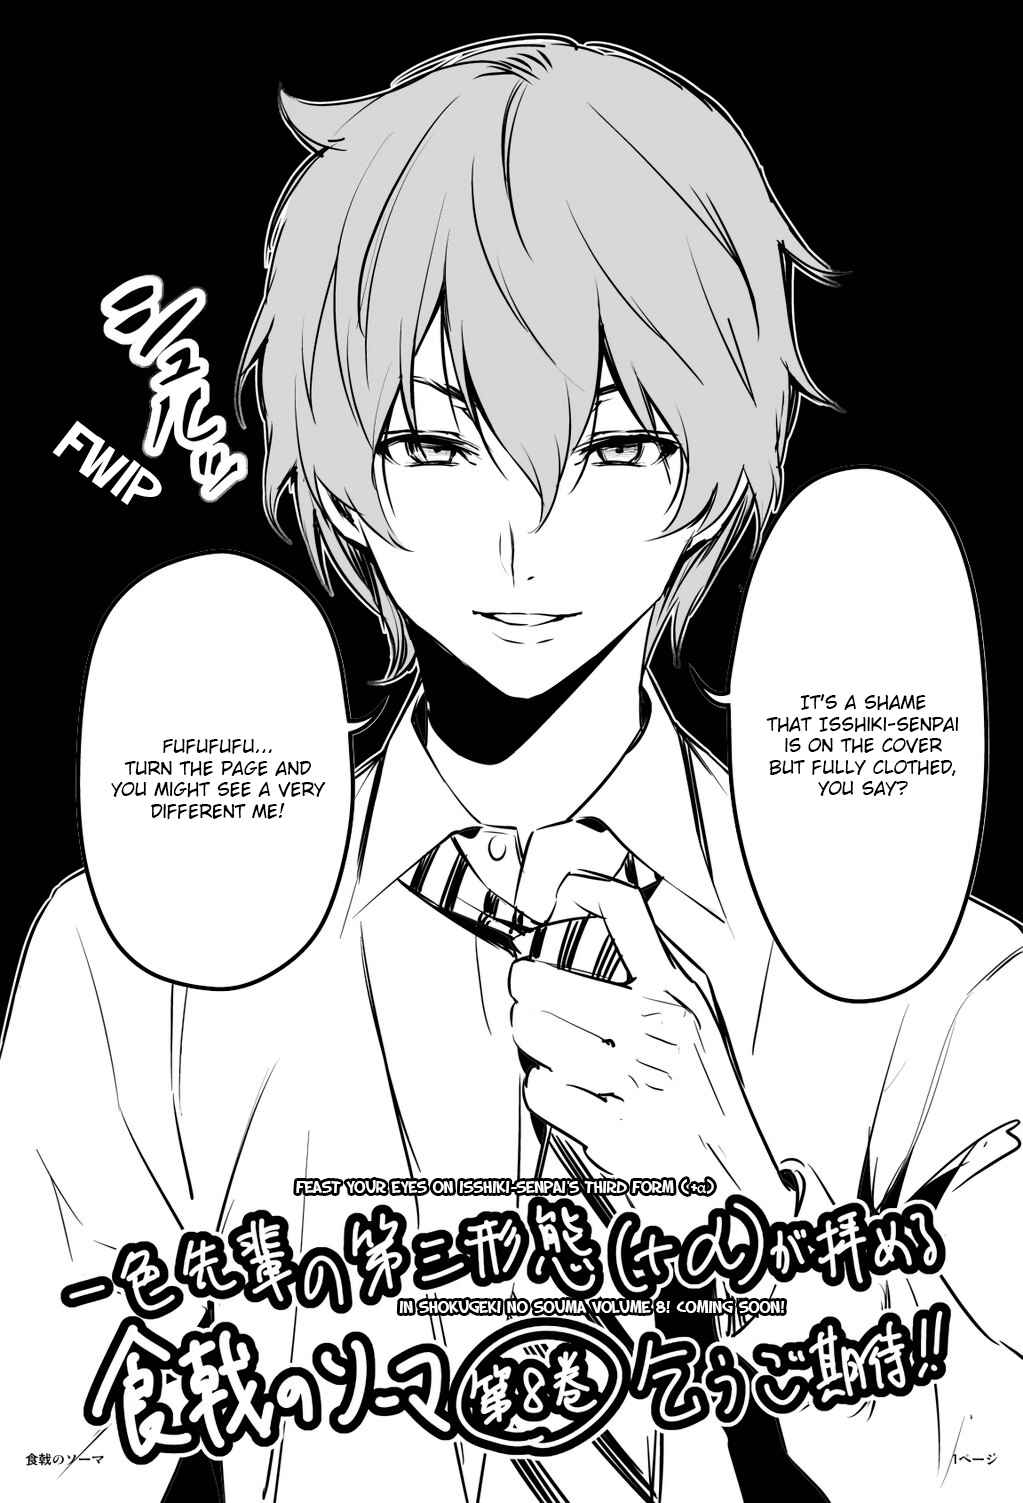 シュルッ
FWIP
IT'S A SHAME
THAT ISSHIKI-SENPAI
IS ON THE COVER
BUT FULLY CLOTHED,
YOU SAY?
FUFUFUFU...
TURN THE PAGE AND
YOU MIGHT SEE A VERY
DIFFERENT ME!
FEAST YOUR EYES ON ISSHIKI-SENPAI'S THIRD FORM (+α)
一色先輩の第三形態(+α)が拝める
IN SHOKUGEKI NO SOUMA VOLUME 8! COMING SOON!
食戟のソーマ 第8巻 乞うご期待!!
食戟のソーマ
1ページ